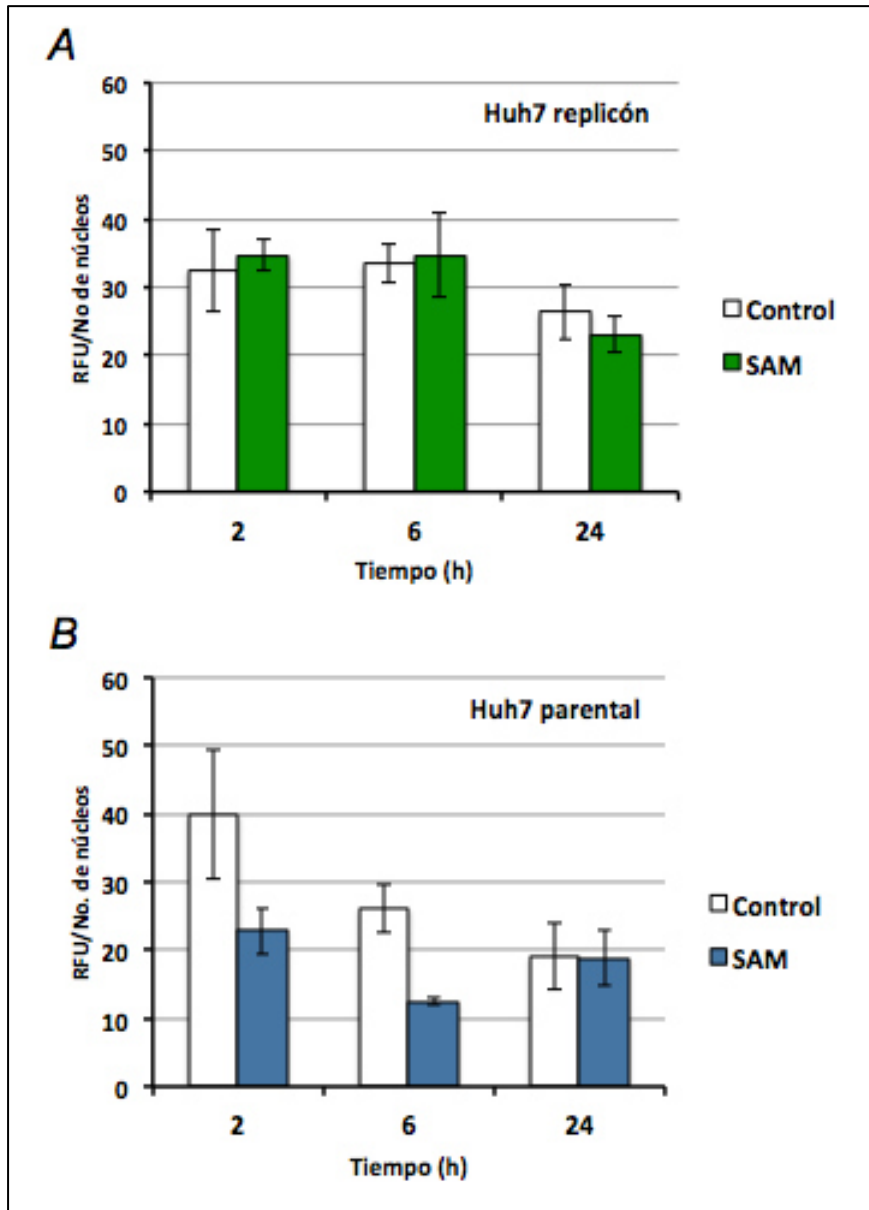 A
60
50
40
30
20
10
0
RFU/No de núcleos
Huh7 replicón
2 6 24
Tiempo (h)
Control
SAM
B
60
50
40
30
20
10
0
RFU/No. de núcleos
Huh7 parental
2 6 24
Tiempo (h)
Control
SAM